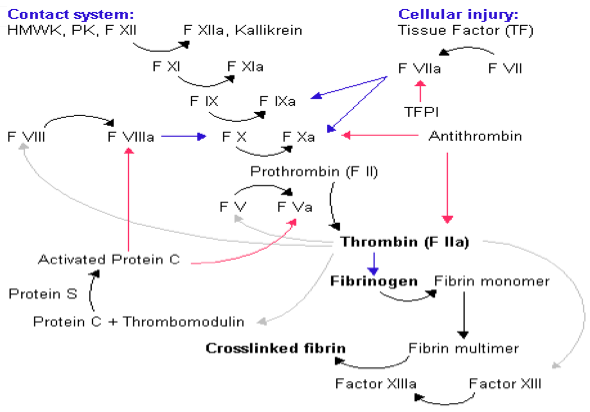 Contact system:
HMWK, PK, F XII
F XIIa, Kallikrein
Cellular injury:
Tissue Factor (TF)
F XI
F XIa
F VIIa
F VII
F IX
F IXa
TFPI
F VIII
F VIIIa
F X
F Xa
Antithrombin
Prothrombin (F II)
F V
F Va
Thrombin (F IIa)
Activated Protein C
Fibrinogen
Fibrin monomer
Protein S
Protein C + Thrombomodulin
Crosslinked fibrin
Fibrin multimer
Factor XIIIa
Factor XIII